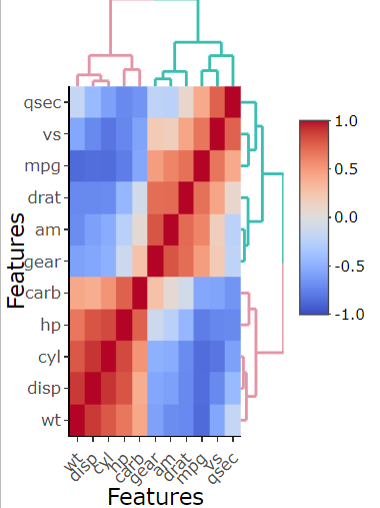 qsec
vs
mpg
drat
am
gear
carb
hp
cyl
disp
wt
Features
wt
disp
cyl
hp
carb
gear
am
drat
mpg
vs
qsec
Features
1.0
0.5
0.0
-0.5
-1.0